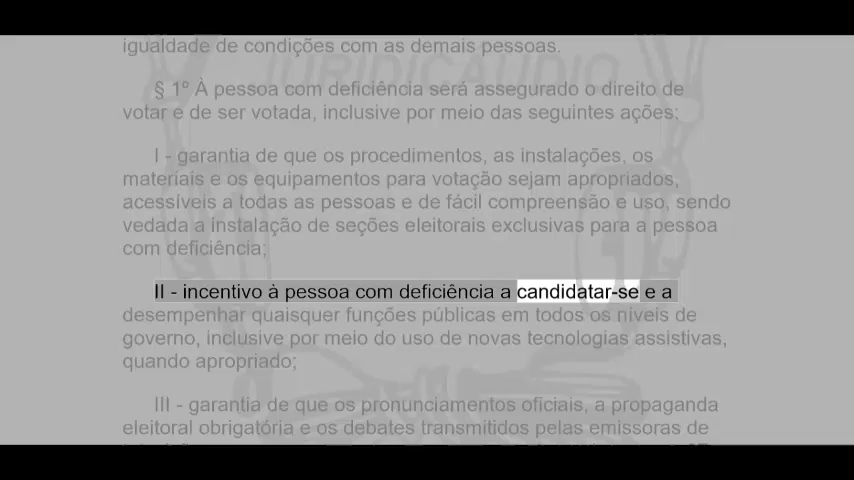 igualdade de condições com as demais pessoas.
JURIDICAUDIO
§ 1º À pessoa com deficiência será assegurado o direito de
votar e de ser votada, inclusive por meio das seguintes ações:
I - garantia de que os procedimentos, as instalações, os
materiais e os equipamentos para votação sejam apropriados,
acessíveis a todas as pessoas e de fácil compreensão e uso, sendo
vedada a instalação de seções eleitorais exclusivas para a pessoa
com deficiência;
II - incentivo à pessoa com deficiência a candidatar-se e a
desempenhar quaisquer funções públicas em todos os níveis de
governo, inclusive por meio do uso de novas tecnologias assistivas,
quando apropriado;
III - garantia de que os pronunciamentos oficiais, a propaganda
eleitoral obrigatória e os debates transmitidos pelas emissoras de